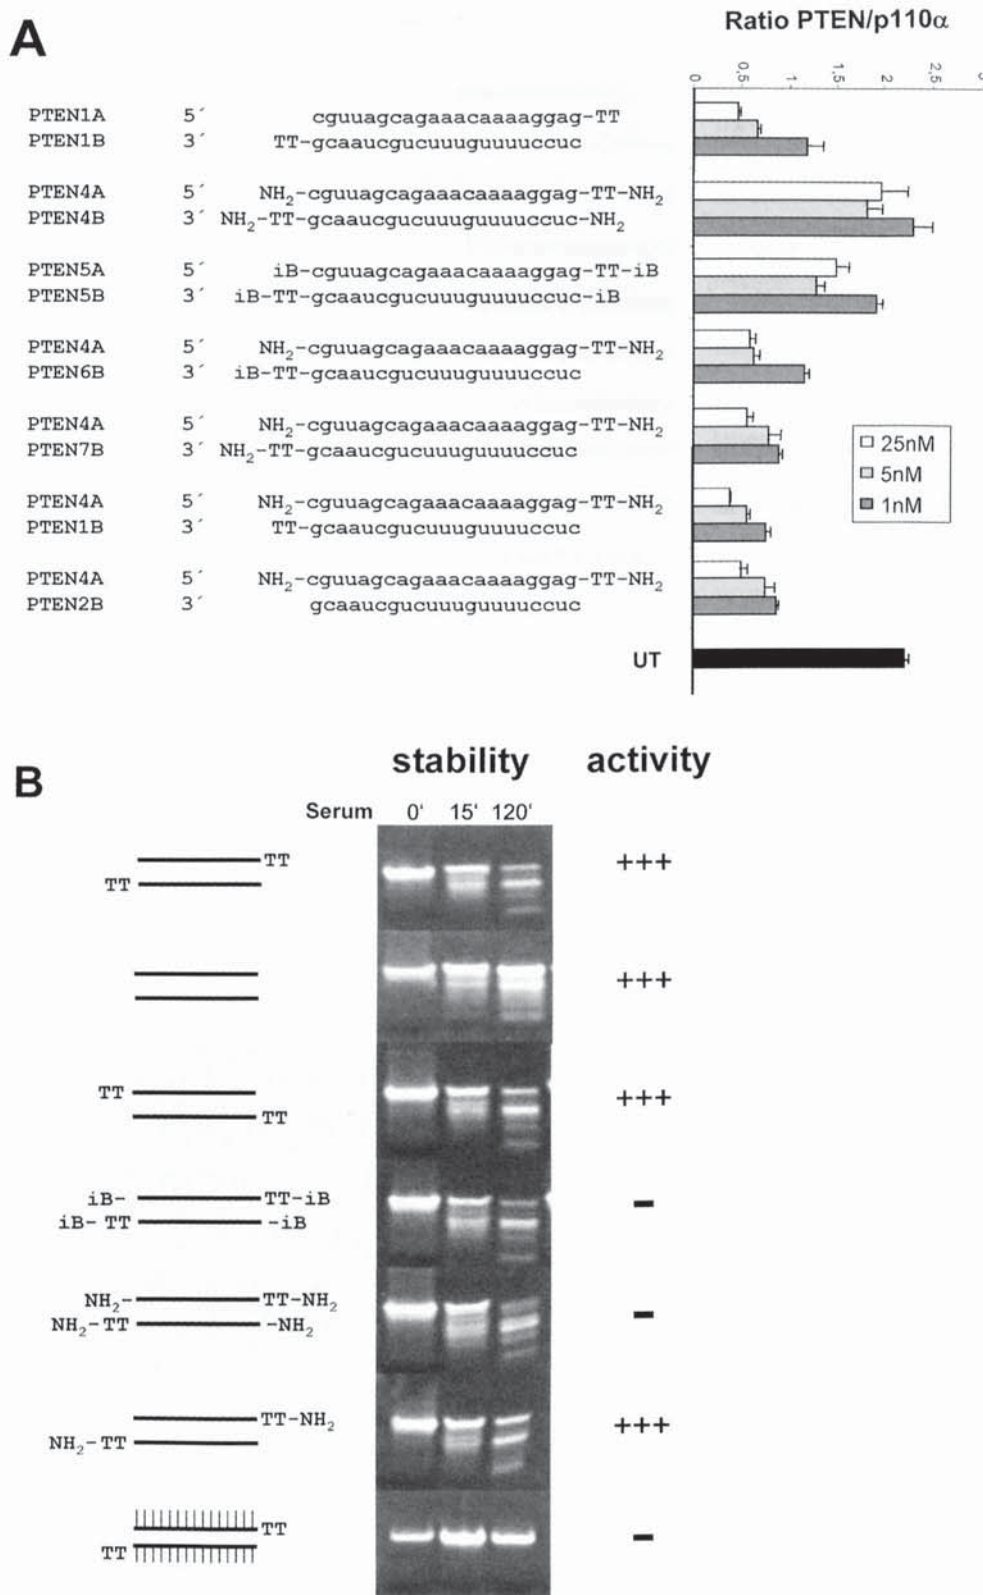 A
Ratio PTEN/p110α
0 0,5 1 1,5 2 2,5
PTEN1A 5´ cguuagcagaaacaaaaggag-TT
PTEN1B 3´ TT-gcaaucgucuuuguuuuccuc
PTEN4A 5´ NH2-cguuagcagaaacaaaaggag-TT-NH2
PTEN4B 3´ NH2-TT-gcaaucgucuuuguuuuccuc-NH2
PTEN5A 5´ iB-cguuagcagaaacaaaaggag-TT-iB
PTEN5B 3´ iB-TT-gcaaucgucuuuguuuuccuc-iB
PTEN4A 5´ NH2-cguuagcagaaacaaaaggag-TT-NH2
PTEN6B 3´ iB-TT-gcaaucgucuuuguuuuccuc
PTEN4A 5´ NH2-cguuagcagaaacaaaaggag-TT-NH2
PTEN7B 3´ NH2-TT-gcaaucgucuuuguuuuccuc
PTEN4A 5´ NH2-cguuagcagaaacaaaaggag-TT-NH2
PTEN1B 3´ TT-gcaaucgucuuuguuuuccuc
PTEN4A 5´ NH2-cguuagcagaaacaaaaggag-TT-NH2
PTEN2B 3´ gcaaucgucuuuguuuuccuc
UT
25nM
5nM
1nM
B
stability activity
Serum 0' 15' 120'
TT
TT
+++
+++
TT
TT
+++
iB- TT-iB
iB- TT -iB
-
NH2- TT-NH2
NH2-TT -NH2
-
TT-NH2
NH2-TT
+++
TT
TT
-